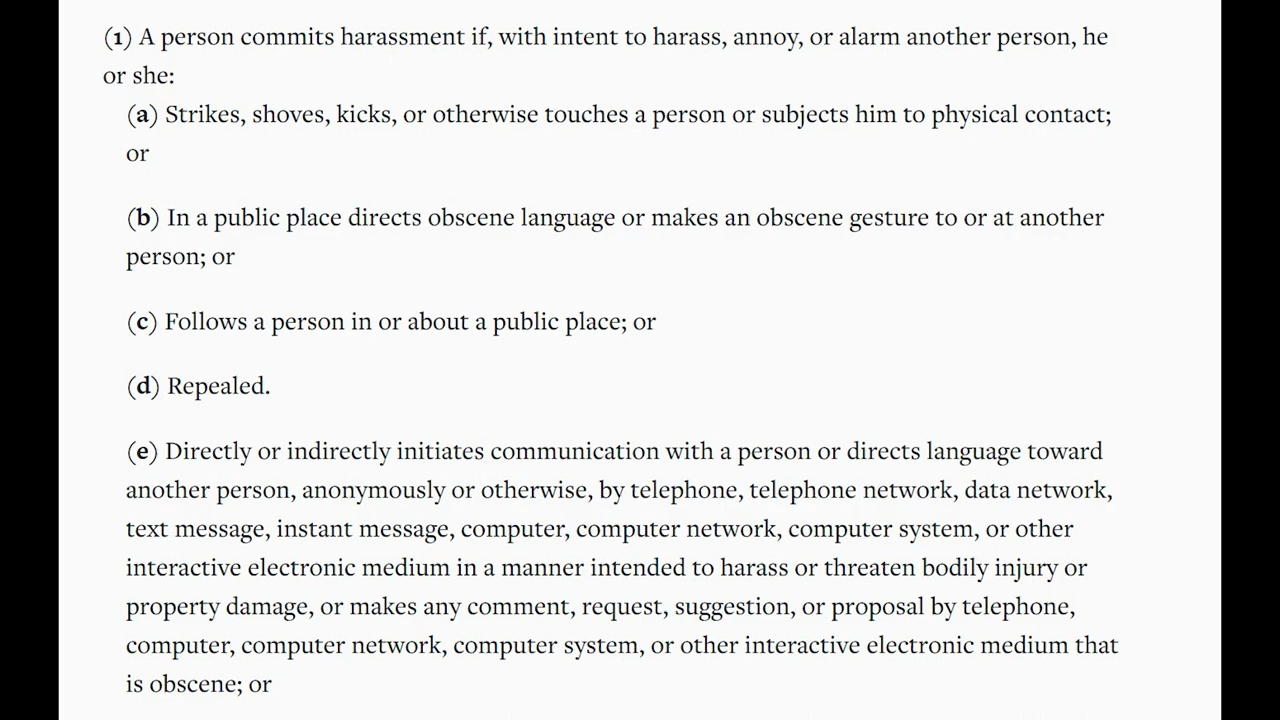 (1) A person commits harassment if, with intent to harass, annoy, or alarm another person, he
or she:
(a) Strikes, shoves, kicks, or otherwise touches a person or subjects him to physical contact;
or
(b) In a public place directs obscene language or makes an obscene gesture to or at another
person; or
(c) Follows a person in or about a public place; or
(d) Repealed.
(e) Directly or indirectly initiates communication with a person or directs language toward
another person, anonymously or otherwise, by telephone, telephone network, data network,
text message, instant message, computer, computer network, computer system, or other
interactive electronic medium in a manner intended to harass or threaten bodily injury or
property damage, or makes any comment, request, suggestion, or proposal by telephone,
computer, computer network, computer system, or other interactive electronic medium that
is obscene; or